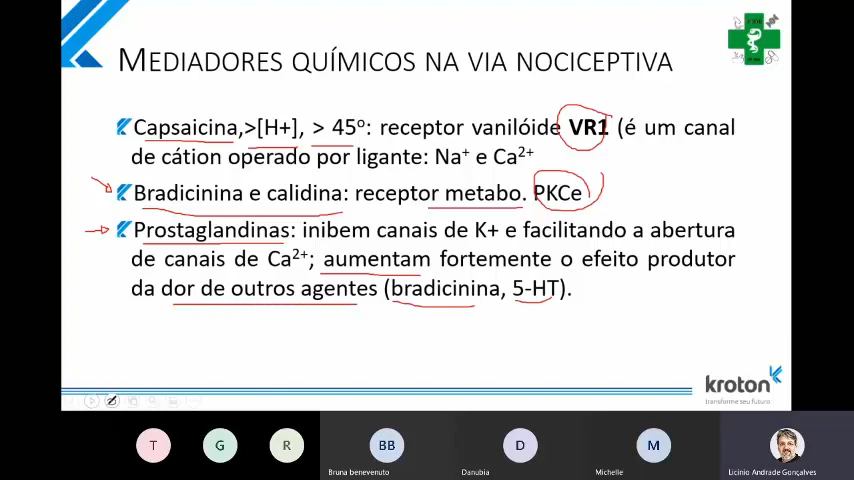 MEDIADORES QUÍMICOS NA VIA NOCICEPTIVA
Capsaicina,>[H+], > 45º: receptor vanilóide VR1 (é um canal
de cátion operado por ligante: Na⁺ e Ca²⁺
Bradicinina e calidina: receptor metabo. PKCe
Prostaglandinas: inibem canais de K+ e facilitando a abertura
de canais de Ca²⁺; aumentam fortemente o efeito produtor
da dor de outros agentes (bradicinina, 5-HT).
kroton
transforme seu futuro
T G R BB D M
Bruna benevenuto Danubia Michelle Licinio Andrade Gonçalves